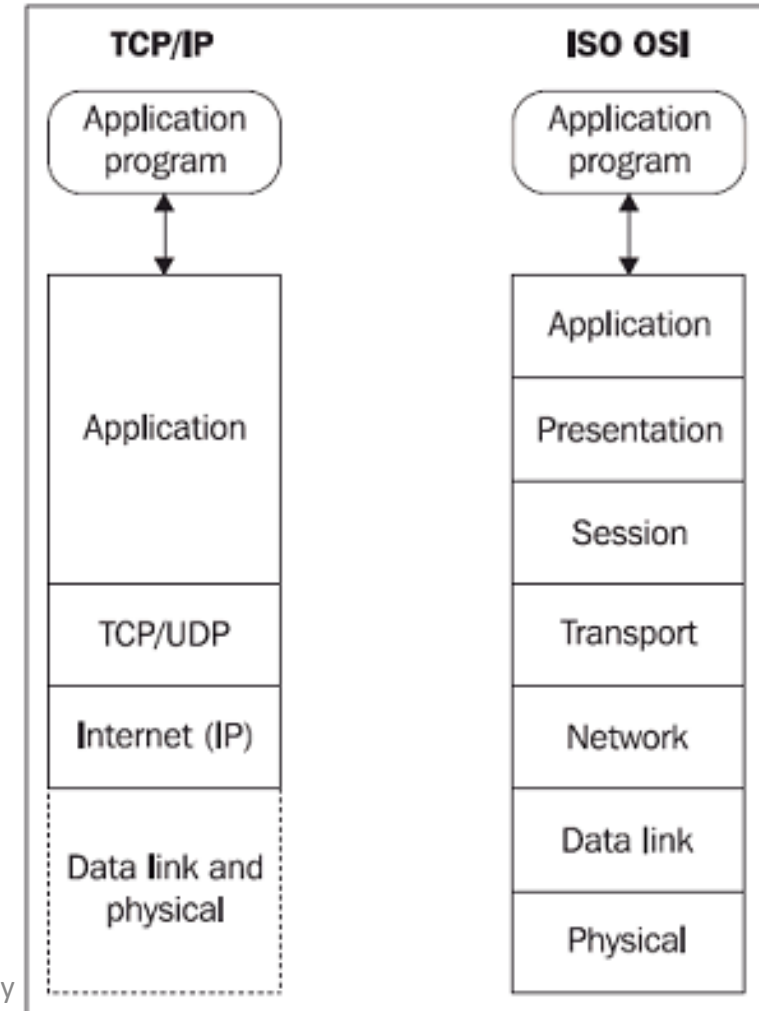 TCP/IP
Application
program
Application
TCP/UDP
Internet (IP)
Data link and
physical
ISO OSI
Application
program
Application
Presentation
Session
Transport
Network
Data link
Physical
y